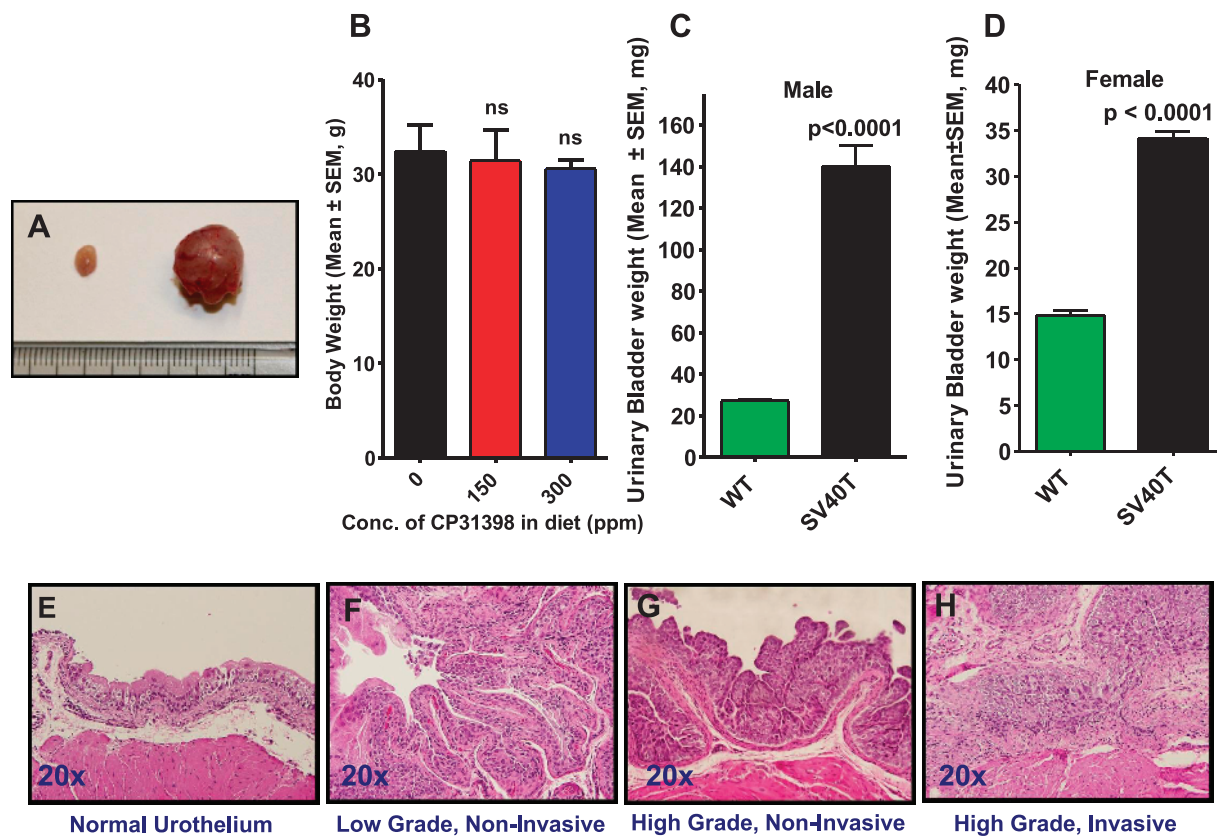 A
B
Body Weight (Mean ± SEM, g)
40
30
20
10
0
ns
ns
0
150
300
Conc. of CP31398 in diet (ppm)
C
Urinary Bladder weight (Mean ± SEM, mg)
Male
p<0.0001
160
140
120
100
80
60
40
20
0
WT
SV40T
D
Urinary Bladder weight (Mean±SEM, mg)
Female
p < 0.0001
40
35
30
25
20
15
10
5
0
WT
SV40T
E
20x
Normal Urothelium
F
20x
Low Grade, Non-Invasive
G
20x
High Grade, Non-Invasive
H
20x
High Grade, Invasive